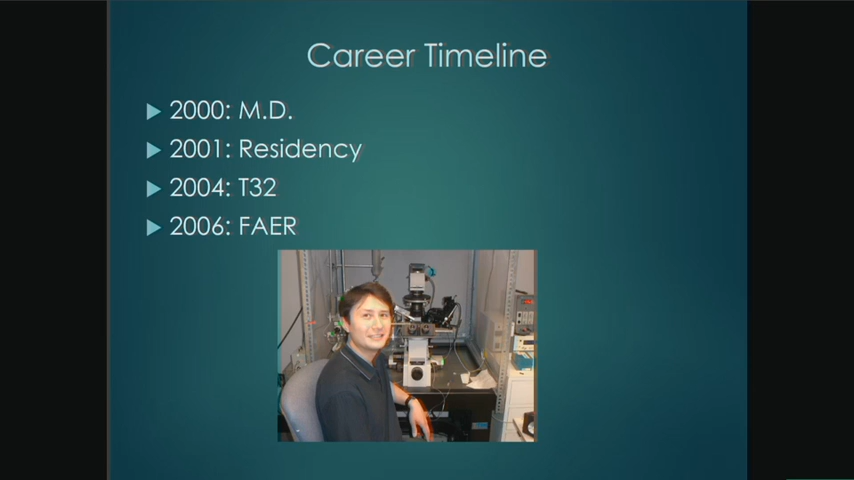 Career Timeline
2000: M.D.
2001: Residency
2004: T32
2006: FAER